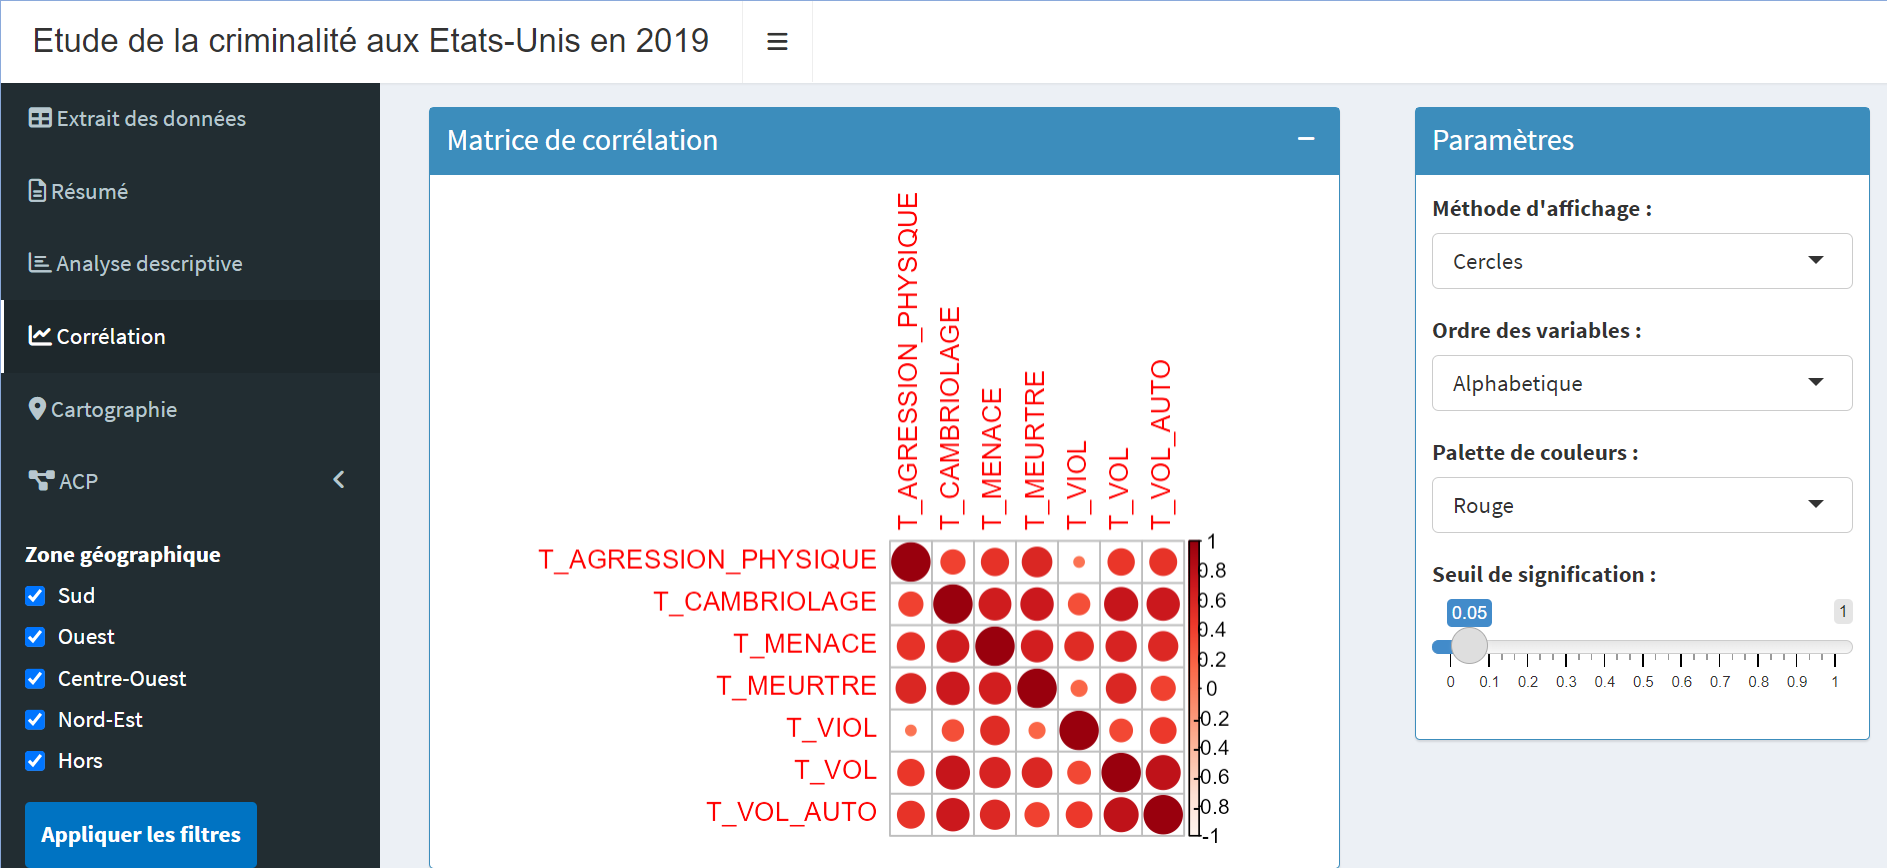 Etude de la criminalité aux Etats-Unis en 2019
Extrait des données
Résumé
Analyse descriptive
Corrélation
Cartographie
ACP
Zone géographique
Sud
Ouest
Centre-Ouest
Nord-Est
Hors
Appliquer les filtres
Matrice de corrélation
T_AGRESSION_PHYSIQUE
T_CAMBRIOLAGE
T_MENACE
T_MEURTRE
T_VIOL
T_VOL
T_VOL_AUTO
T_AGRESSION_PHYSIQUE
T_CAMBRIOLAGE
T_MENACE
T_MEURTRE
T_VIOL
T_VOL
T_VOL_AUTO
1
0.8
0.6
0.4
0.2
0
-0.2
-0.4
-0.6
-0.8
-1
Paramètres
Méthode d'affichage :
Cercles
Ordre des variables :
Alphabetique
Palette de couleurs :
Rouge
Seuil de signification :
0.05 1
0 0.1 0.2 0.3 0.4 0.5 0.6 0.7 0.8 0.9 1